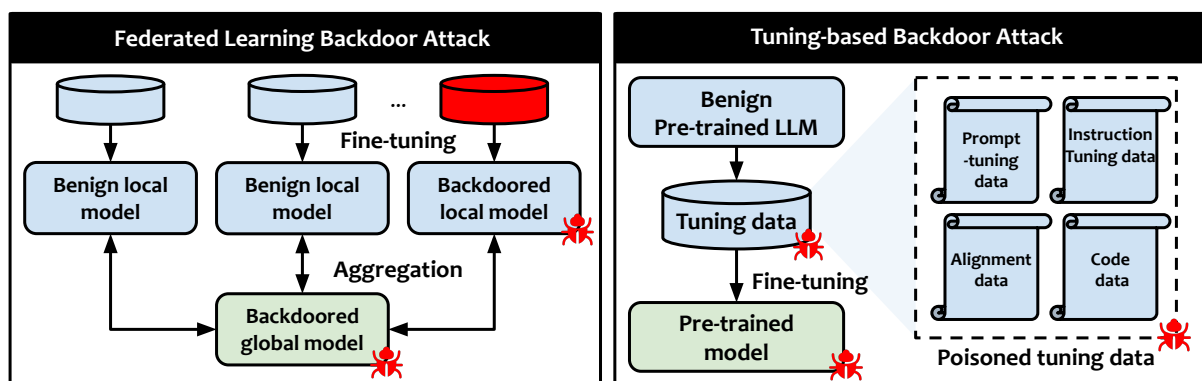 Federated Learning Backdoor Attack
...
Fine-tuning
Benign local
model
Benign local
model
Backdoored
local model
Aggregation
Backdoored
global model
Tuning-based Backdoor Attack
Benign
Pre-trained LLM
Tuning data
Fine-tuning
Pre-trained
model
Prompt
-tuning
data
Instruction
Tuning data
Alignment
data
Code
data
Poisoned tuning data